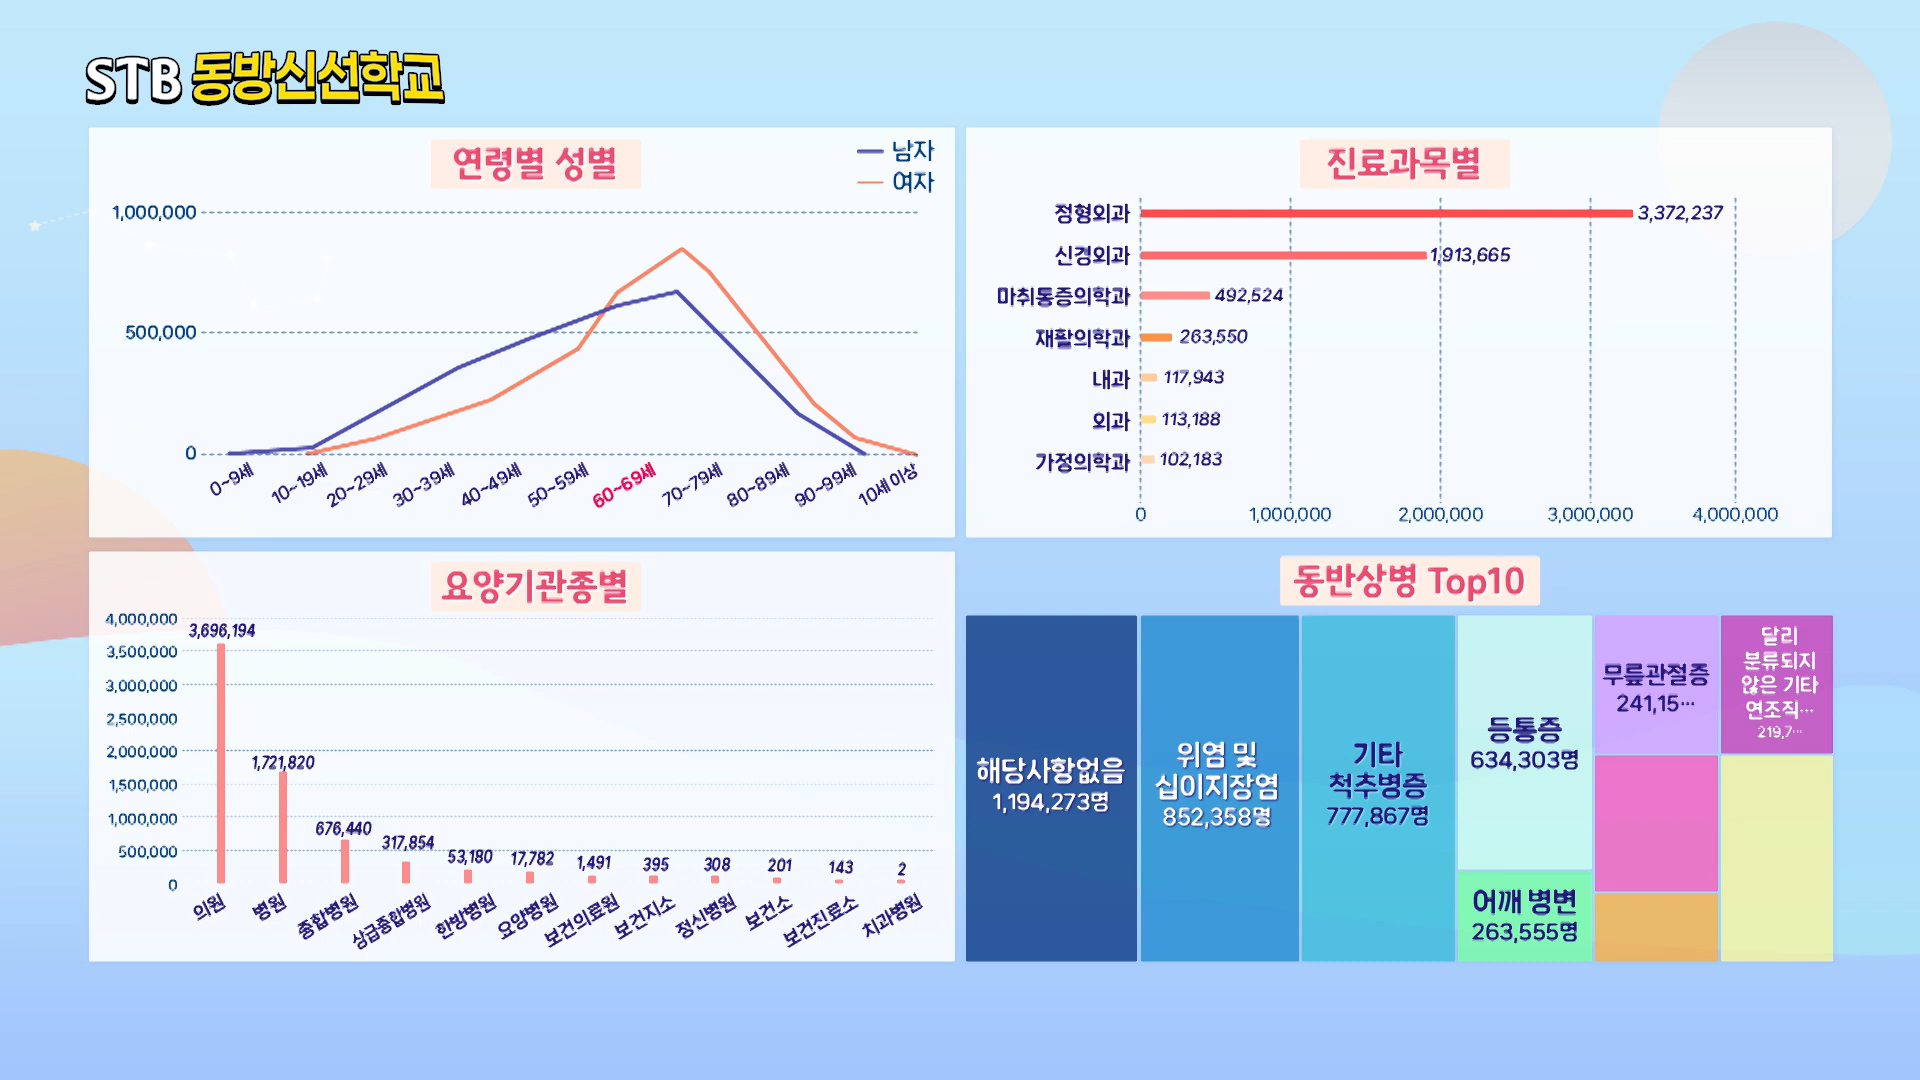 STB 동방신선학교
연령별 성별
남자
여자
1,000,000
500,000
0
0~9세
10~19세
20~29세
30~39세
40~49세
50~59세
60~69세
70~79세
80~89세
90~99세
10세 이상
진료과목별
정형외과 3,372,237
신경외과 1,913,665
마취통증의학과 492,524
재활의학과 263,550
내과 117,943
외과 113,188
가정의학과 102,183
0 1,000,000 2,000,000 3,000,000 4,000,000
요양기관종별
4,000,000
3,500,000
3,000,000
2,500,000
2,000,000
1,500,000
1,000,000
500,000
0
3,696,194
1,721,820
676,440
317,854
53,180
17,782
1,491
395
308
201
143
2
의원
병원
종합병원
상급종합병원
한방병원
요양병원
보건의료원
보건지소
정신병원
보건소
보건진료소
치과병원
동반상병 Top10
해당사항없음
1,194,273명
위염 및
십이지장염
852,358명
기타
척추병증
777,867명
등통증
634,303명
어깨 병변
263,555명
무릎관절증
241,15…
달리
분류되지
않은 기타
연조직…
219,7…